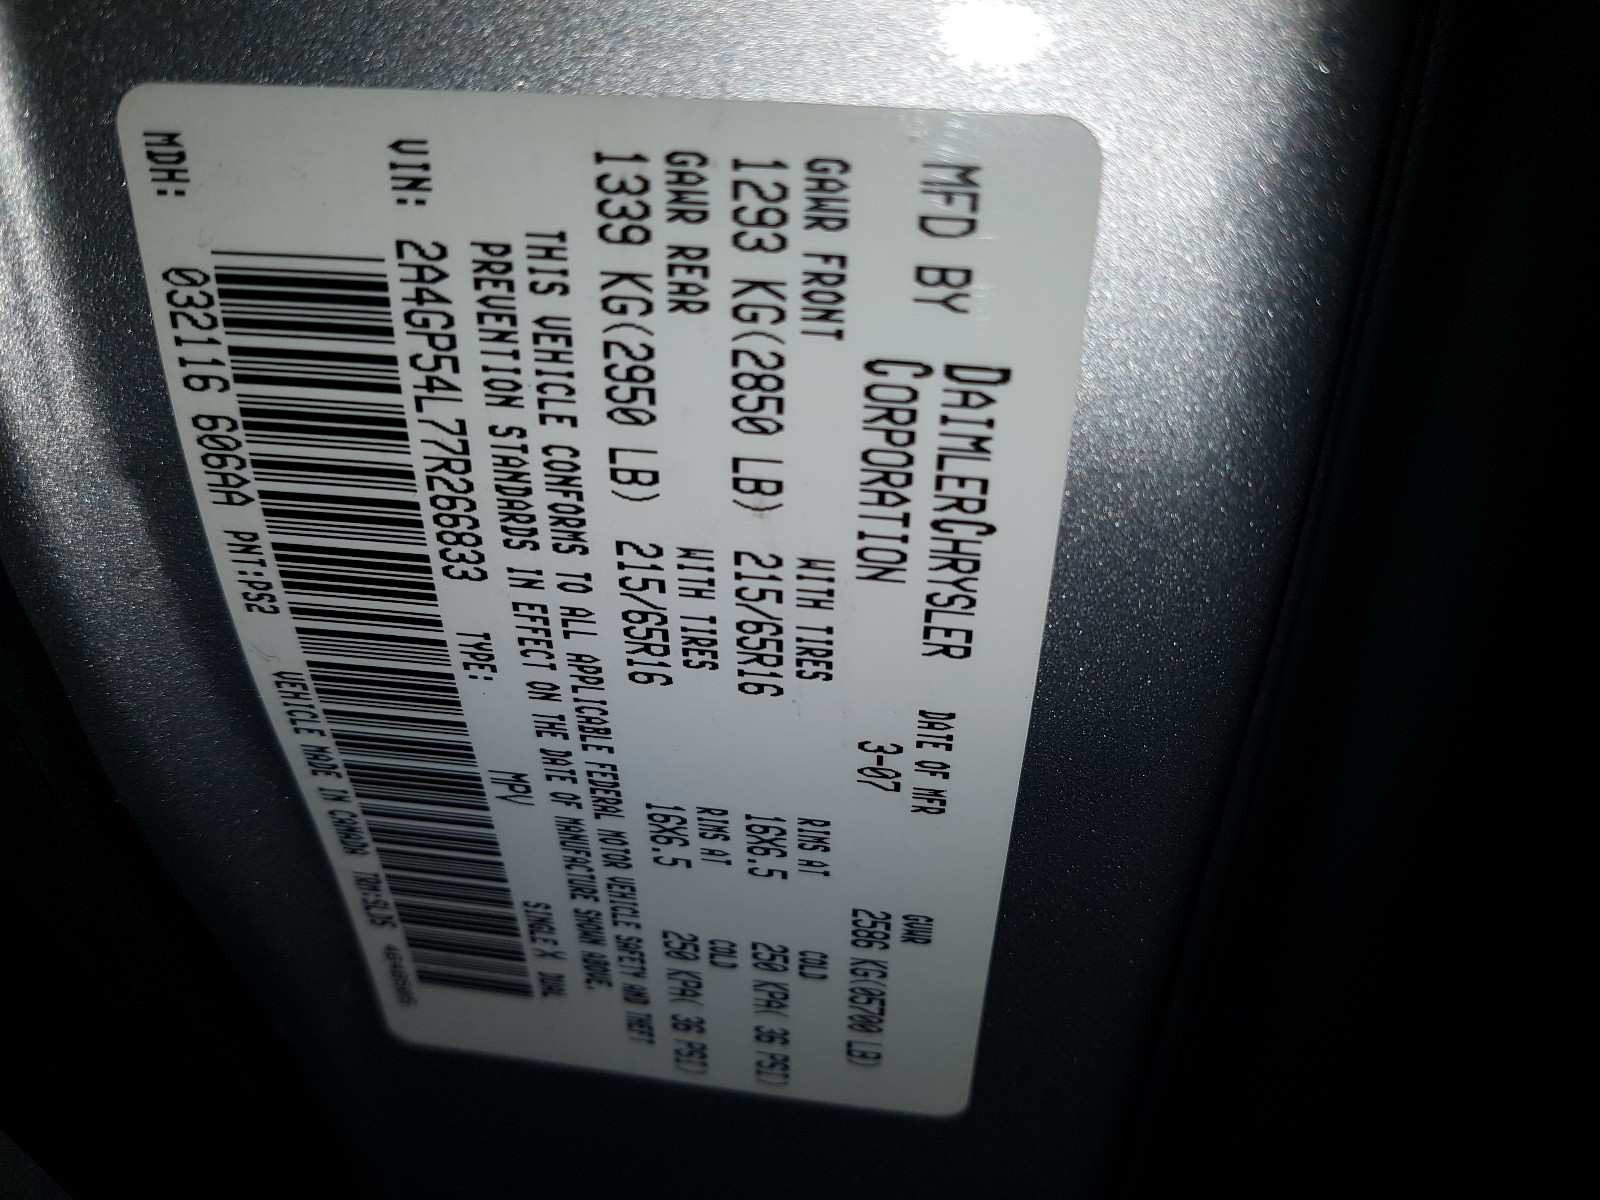 MFD BY DAIMLERCHRYSLER CORPORATION
DATE OF MFR 3-07
GVWR 2586 KG(05700 LB)
GAWR FRONT WITH TIRES RIMS AT COLD
1293 KG(2850 LB) 215/65R16 16X6.5 250 KPA( 36 PSI)
GAWR REAR WITH TIRES RIMS AT COLD
1339 KG(2950 LB) 215/65R16 16X6.5 250 KPA( 36 PSI)
THIS VEHICLE CONFORMS TO ALL APPLICABLE FEDERAL MOTOR VEHICLE SAFETY AND THEFT
PREVENTION STANDARDS IN EFFECT ON THE DATE OF MANUFACTURE SHOWN ABOVE.
VIN: 2A4GP54L77R266833 TYPE: MPV SINGLE X DUAL
MDH: 032116 606AA PNT:PS2 VEHICLE MADE IN CANADA